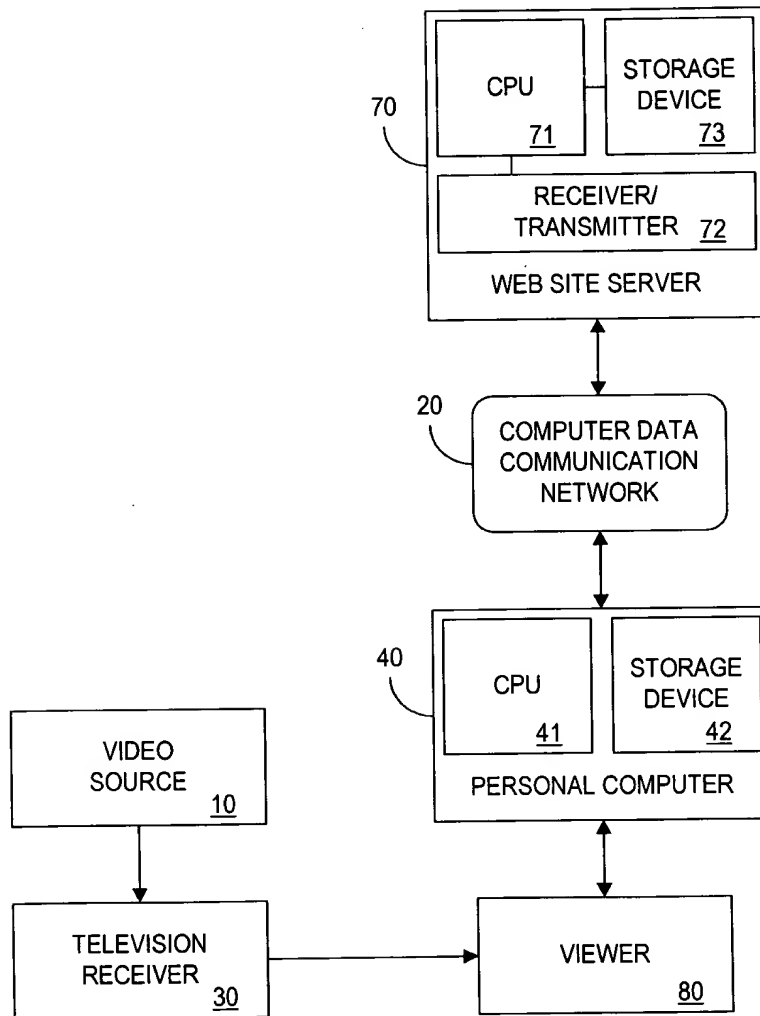 CPU
71
STORAGE
DEVICE
73
70
RECEIVER/
TRANSMITTER
72
WEB SITE SERVER
20
COMPUTER DATA
COMMUNICATION
NETWORK
40
CPU
41
STORAGE
DEVICE
42
PERSONAL COMPUTER
VIDEO
SOURCE
10
TELEVISION
RECEIVER
30
VIEWER
80